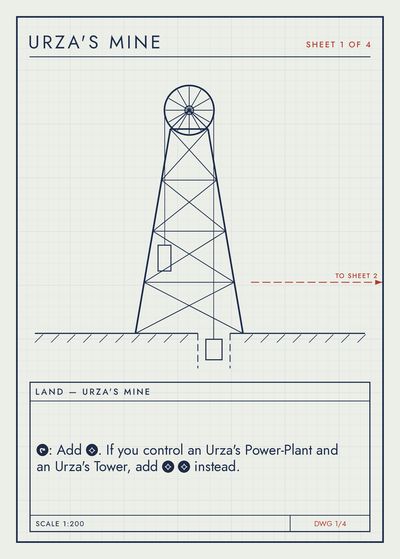 URZA'S MINE
SHEET 1 OF 4
TO SHEET 2
LAND — URZA'S MINE
: Add . If you control an Urza's Power-Plant and
an Urza's Tower, add instead.
SCALE 1:200
DWG 1/4